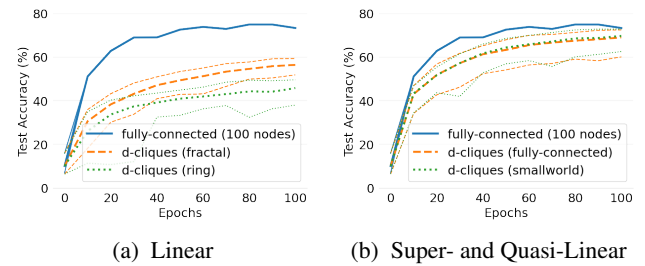 80
60
40
20
0
Test Accuracy (%)
fully-connected (100 nodes)
d-cliques (fractal)
d-cliques (ring)
0 20 40 60 80 100
Epochs
(a) Linear
80
60
40
20
0
Test Accuracy (%)
fully-connected (100 nodes)
d-cliques (fully-connected)
d-cliques (smallworld)
0 20 40 60 80 100
Epochs
(b) Super- and Quasi-Linear